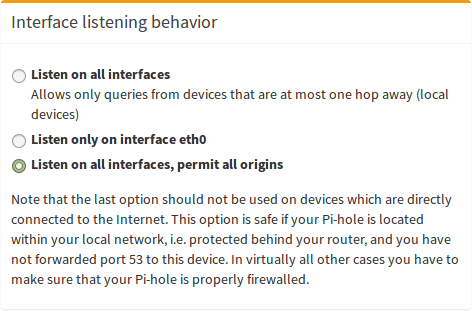 Interface listening behavior
Listen on all interfaces
Allows only queries from devices that are at most one hop away (local
devices)
Listen only on interface eth0
Listen on all interfaces, permit all origins
Note that the last option should not be used on devices which are directly
connected to the Internet. This option is safe if your Pi-hole is located
within your local network, i.e. protected behind your router, and you have
not forwarded port 53 to this device. In virtually all other cases you have to
make sure that your Pi-hole is properly firewalled.